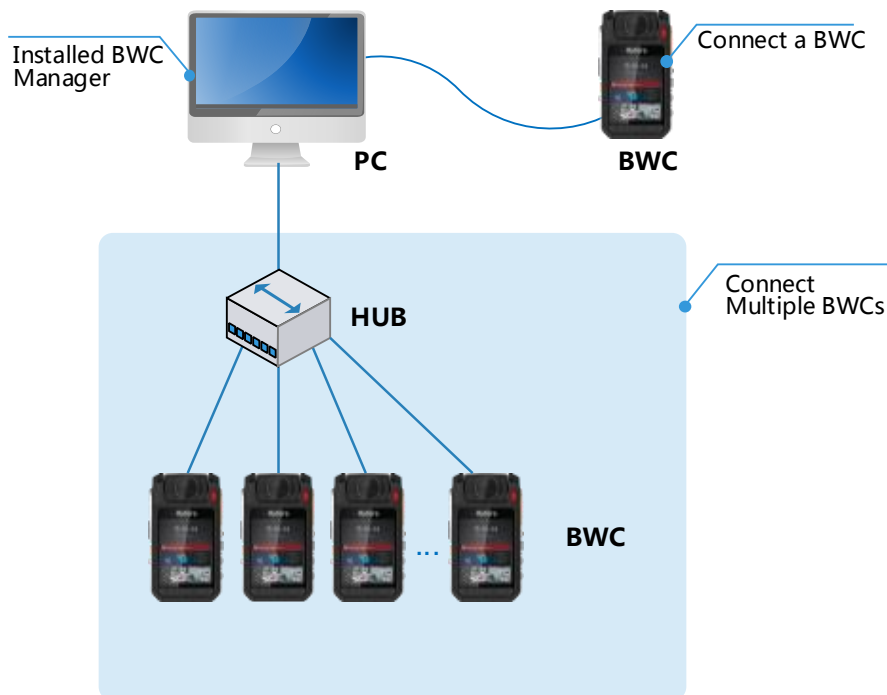 Installed BWC
Manager
Connect a BWC
PC
BWC
Connect
Multiple BWCs
HUB
BWC
...